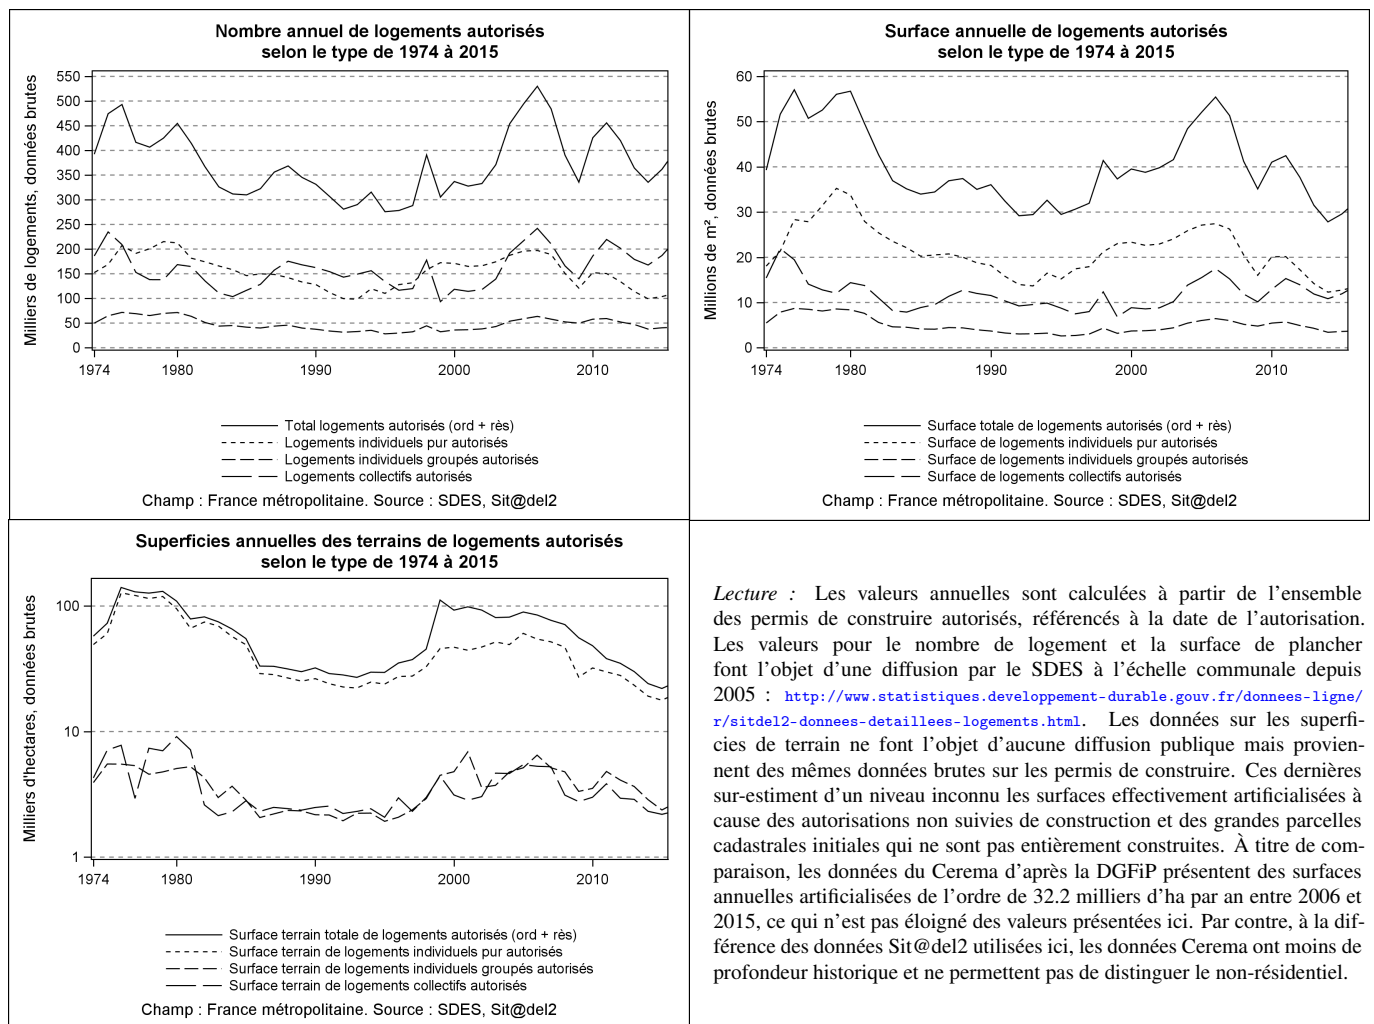 Nombre annuel de logements autorisés
selon le type de 1974 à 2015
Milliers de logements, données brutes
550
500
450
400
350
300
250
200
150
100
50
0
1974 1980 1990 2000 2010
Total logements autorisés (ord + rès)
Logements individuels pur autorisés
Logements individuels groupés autorisés
Logements collectifs autorisés
Champ : France métropolitaine. Source : SDES, Sit@del2
Surface annuelle de logements autorisés
selon le type de 1974 à 2015
Millions de m², données brutes
60
50
40
30
20
10
0
1974 1980 1990 2000 2010
Surface totale de logements autorisés (ord + rès)
Surface de logements individuels pur autorisés
Surface de logements individuels groupés autorisés
Surface de logements collectifs autorisés
Champ : France métropolitaine. Source : SDES, Sit@del2
Superficies annuelles des terrains de logements autorisés
selon le type de 1974 à 2015
Milliers d'hectares, données brutes
100
10
1
1974 1980 1990 2000 2010
Surface terrain totale de logements autorisés (ord + rès)
Surface terrain de logements individuels pur autorisés
Surface terrain de logements individuels groupés autorisés
Surface terrain de logements collectifs autorisés
Champ : France métropolitaine. Source : SDES, Sit@del2
Lecture : Les valeurs annuelles sont calculées à partir de l'ensemble
des permis de construire autorisés, référencés à la date de l'autorisation.
Les valeurs pour le nombre de logement et la surface de plancher
font l'objet d'une diffusion par le SDES à l'échelle communale depuis
2005 : http://www.statistiques.developpement-durable.gouv.fr/donnees-ligne/
r/sitdel2-donnees-detaillees-logements.html. Les données sur les superfi-
cies de terrain ne font l'objet d'aucune diffusion publique mais provien-
nent des mêmes données brutes sur les permis de construire. Ces dernières
sur-estiment d'un niveau inconnu les surfaces effectivement artificialisées à
cause des autorisations non suivies de construction et des grandes parcelles
cadastrales initiales qui ne sont pas entièrement construites. À titre de com-
paraison, les données du Cerema d'après la DGFiP présentent des surfaces
annuelles artificialisées de l'ordre de 32.2 milliers d'ha par an entre 2006 et
2015, ce qui n'est pas éloigné des valeurs présentées ici. Par contre, à la dif-
férence des données Sit@del2 utilisées ici, les données Cerema ont moins de
profondeur historique et ne permettent pas de distinguer le non-résidentiel.